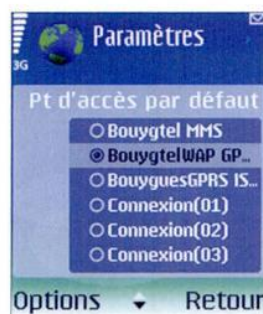 Paramètres
3G
Pt d'accès par défaut
Bouygtel MMS
BouygtelWAP GP...
BouyguesGPRS IS...
Connexion(01)
Connexion(02)
Connexion(03)
Options Retour